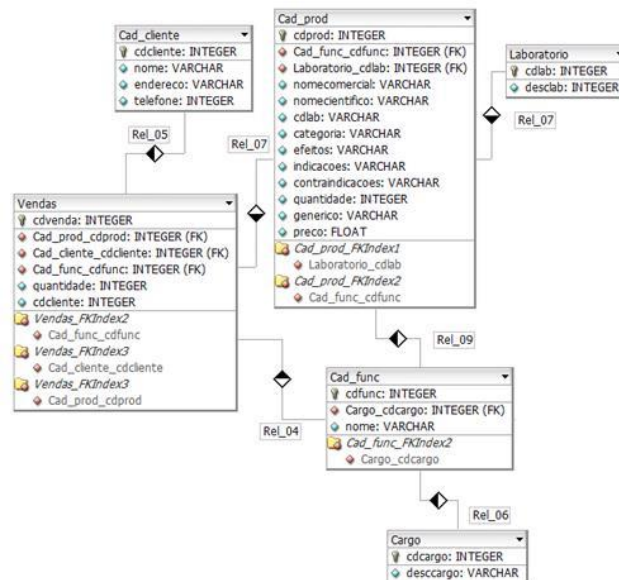 Cad_cliente
cdcliente: INTEGER
nome: VARCHAR
endereco: VARCHAR
telefone: INTEGER
Cad_prod
cdprod: INTEGER
Cad_func_cdfunc: INTEGER (FK)
Laboratorio_cdlab: INTEGER (FK)
nomecomercial: VARCHAR
nomecientifico: VARCHAR
cdlab: VARCHAR
categoria: VARCHAR
efeitos: VARCHAR
indicacoes: VARCHAR
contraindicacoes: VARCHAR
quantidade: INTEGER
generico: VARCHAR
preco: FLOAT
Cad_prod_FKIndex1
Laboratorio_cdlab
Cad_prod_FKIndex2
Cad_func_cdfunc
Laboratorio
cdlab: INTEGER
desclab: INTEGER
Rel_05
Rel_07
Rel_07
Vendas
cdvenda: INTEGER
Cad_prod_cdprod: INTEGER (FK)
Cad_cliente_cdcliente: INTEGER (FK)
Cad_func_cdfunc: INTEGER (FK)
quantidade: INTEGER
cdcliente: INTEGER
Vendas_FKIndex2
Cad_func_cdfunc
Vendas_FKIndex3
Cad_cliente_cdcliente
Vendas_FKIndex3
Cad_prod_cdprod
Rel_09
Rel_04
Cad_func
cdfunc: INTEGER
Cargo_cdcargo: INTEGER (FK)
nome: VARCHAR
Cad_func_FKIndex2
Cargo_cdcargo
Rel_06
Cargo
cdcargo: INTEGER
desccargo: VARCHAR